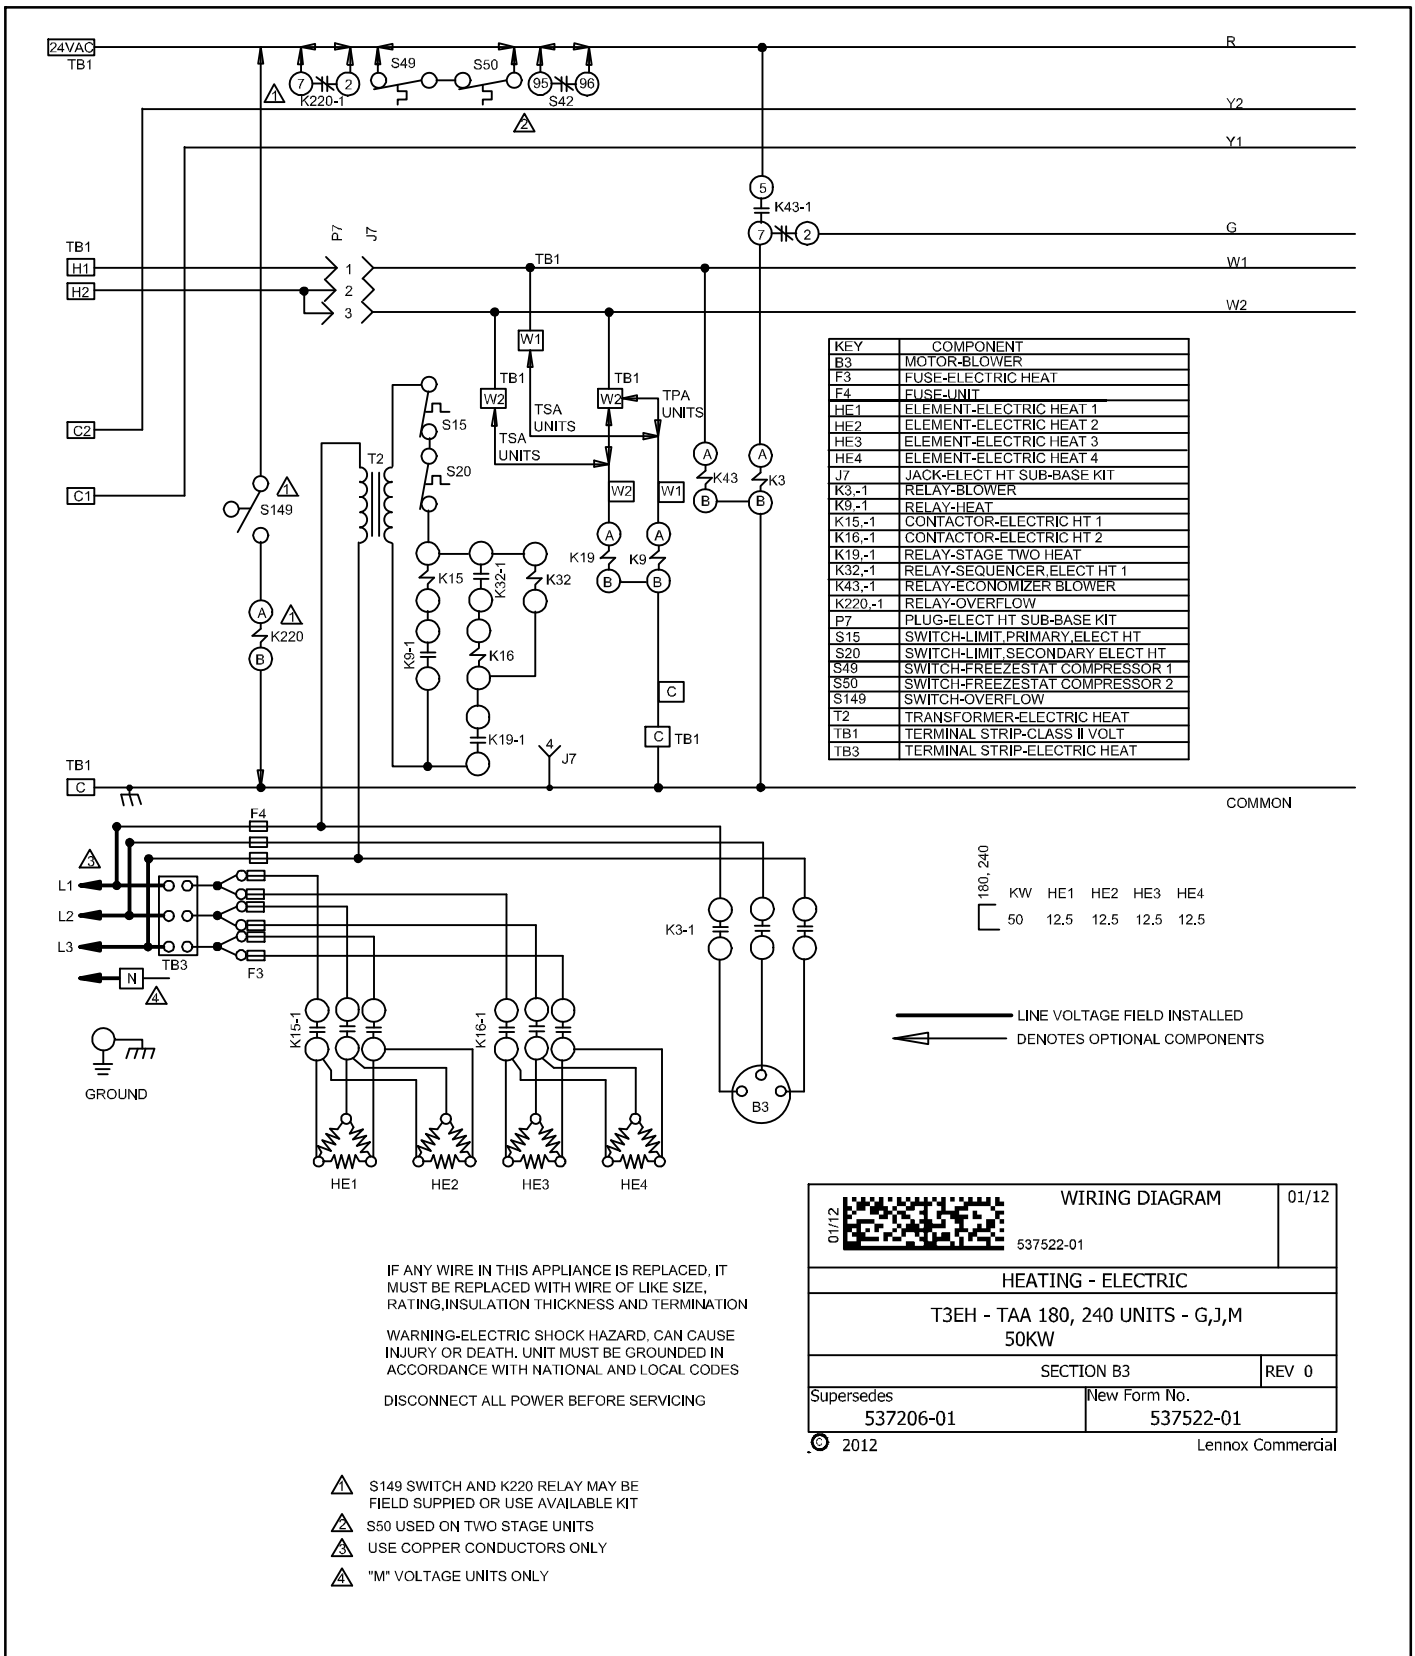 24VAC
TB1
R
S49
S50
7
2
95
96
K220-1
S42
1
2
Y2
Y1
5
K43-1
7
2
G
P7
J7
TB1
H1
1
TB1
W1
H2
2
3
W2
W1
TB1
W2
TB1
W2
TPA
UNITS
TSA
UNITS
TSA
UNITS
S15
T2
S20
C2
C1
1
S149
A
K43
B
A
K3
B
W2
W1
A
K19
B
A
K9
B
K15
K32-1
K32
A
1
K220
B
K9-1
K16
K19-1
C
C
TB1
4
J7
TB1
C
COMMON
KEY COMPONENT
B3 MOTOR-BLOWER
F3 FUSE-ELECTRIC HEAT
F4 FUSE-UNIT
HE1 ELEMENT-ELECTRIC HEAT 1
HE2 ELEMENT-ELECTRIC HEAT 2
HE3 ELEMENT-ELECTRIC HEAT 3
HE4 ELEMENT-ELECTRIC HEAT 4
J7 JACK-ELECT HT SUB-BASE KIT
K3,-1 RELAY-BLOWER
K9,-1 RELAY-HEAT
K15,-1 CONTACTOR-ELECTRIC HT 1
K16,-1 CONTACTOR-ELECTRIC HT 2
K19,-1 RELAY-STAGE TWO HEAT
K32,-1 RELAY-SEQUENCER,ELECT HT 1
K43,-1 RELAY-ECONOMIZER BLOWER
K220,-1 RELAY-OVERFLOW
P7 PLUG-ELECT HT SUB-BASE KIT
S15 SWITCH-LIMIT,PRIMARY,ELECT HT
S20 SWITCH-LIMIT,SECONDARY ELECT HT
S49 SWITCH-FREEZESTAT COMPRESSOR 1
S50 SWITCH-FREEZESTAT COMPRESSOR 2
S149 SWITCH-OVERFLOW
T2 TRANSFORMER-ELECTRIC HEAT
TB1 TERMINAL STRIP-CLASS II VOLT
TB3 TERMINAL STRIP-ELECTRIC HEAT
F4
3
L1
L2
L3
N
4
TB3
F3
K3-1
B3
180, 240
KW HE1 HE2 HE3 HE4
50 12.5 12.5 12.5 12.5
K15-1
K16-1
LINE VOLTAGE FIELD INSTALLED
DENOTES OPTIONAL COMPONENTS
GROUND
HE1
HE2
HE3
HE4
01/12
WIRING DIAGRAM
01/12
537522-01
HEATING - ELECTRIC
T3EH - TAA 180, 240 UNITS - G,J,M
50KW
SECTION B3
REV 0
Supersedes
537206-01
New Form No.
537522-01
© 2012
Lennox Commercial
IF ANY WIRE IN THIS APPLIANCE IS REPLACED, IT
MUST BE REPLACED WITH WIRE OF LIKE SIZE,
RATING,INSULATION THICKNESS AND TERMINATION
WARNING-ELECTRIC SHOCK HAZARD, CAN CAUSE
INJURY OR DEATH. UNIT MUST BE GROUNDED IN
ACCORDANCE WITH NATIONAL AND LOCAL CODES
DISCONNECT ALL POWER BEFORE SERVICING
1 S149 SWITCH AND K220 RELAY MAY BE
FIELD SUPPIED OR USE AVAILABLE KIT
2 S50 USED ON TWO STAGE UNITS
3 USE COPPER CONDUCTORS ONLY
4 "M" VOLTAGE UNITS ONLY